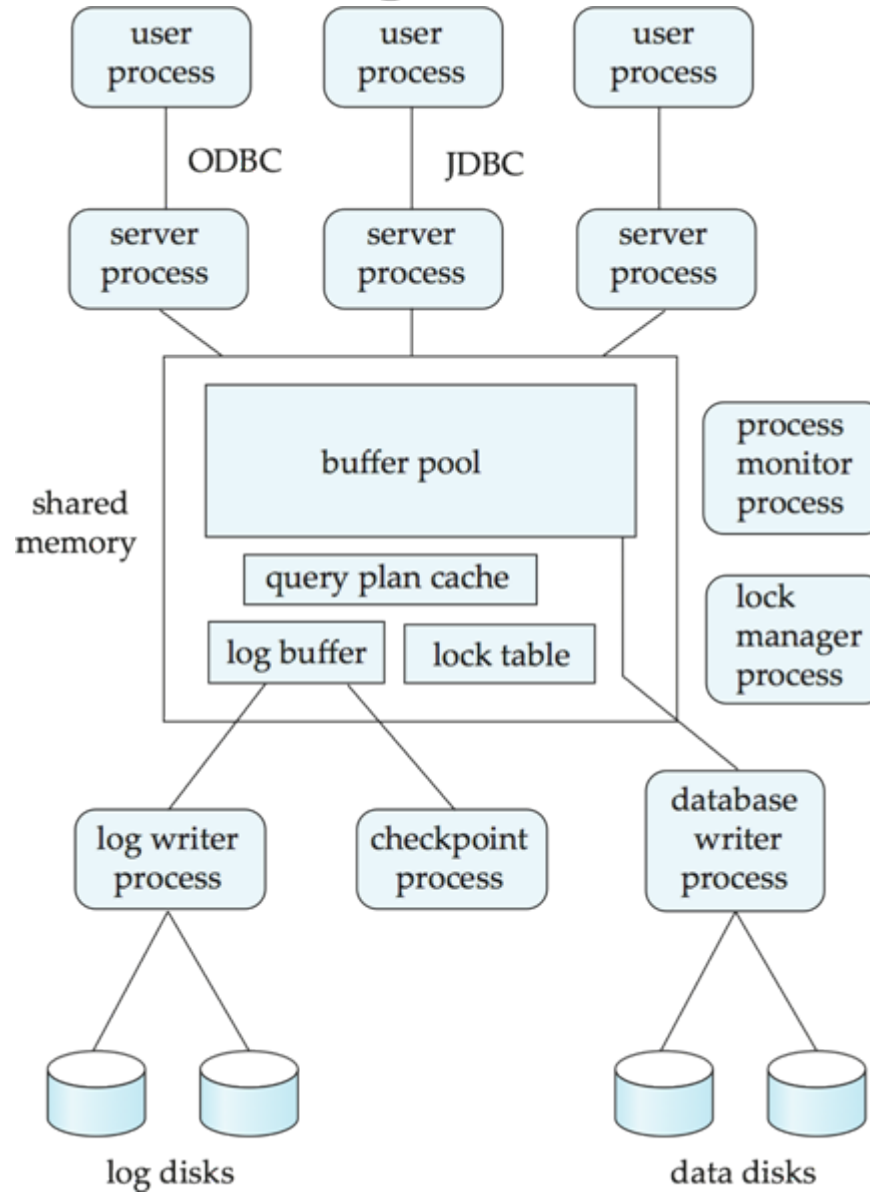 user
process
user
process
user
process
ODBC
JDBC
server
process
server
process
server
process
shared
memory
buffer pool
query plan cache
log buffer
lock table
process
monitor
process
lock
manager
process
log writer
process
checkpoint
process
database
writer
process
log disks
data disks